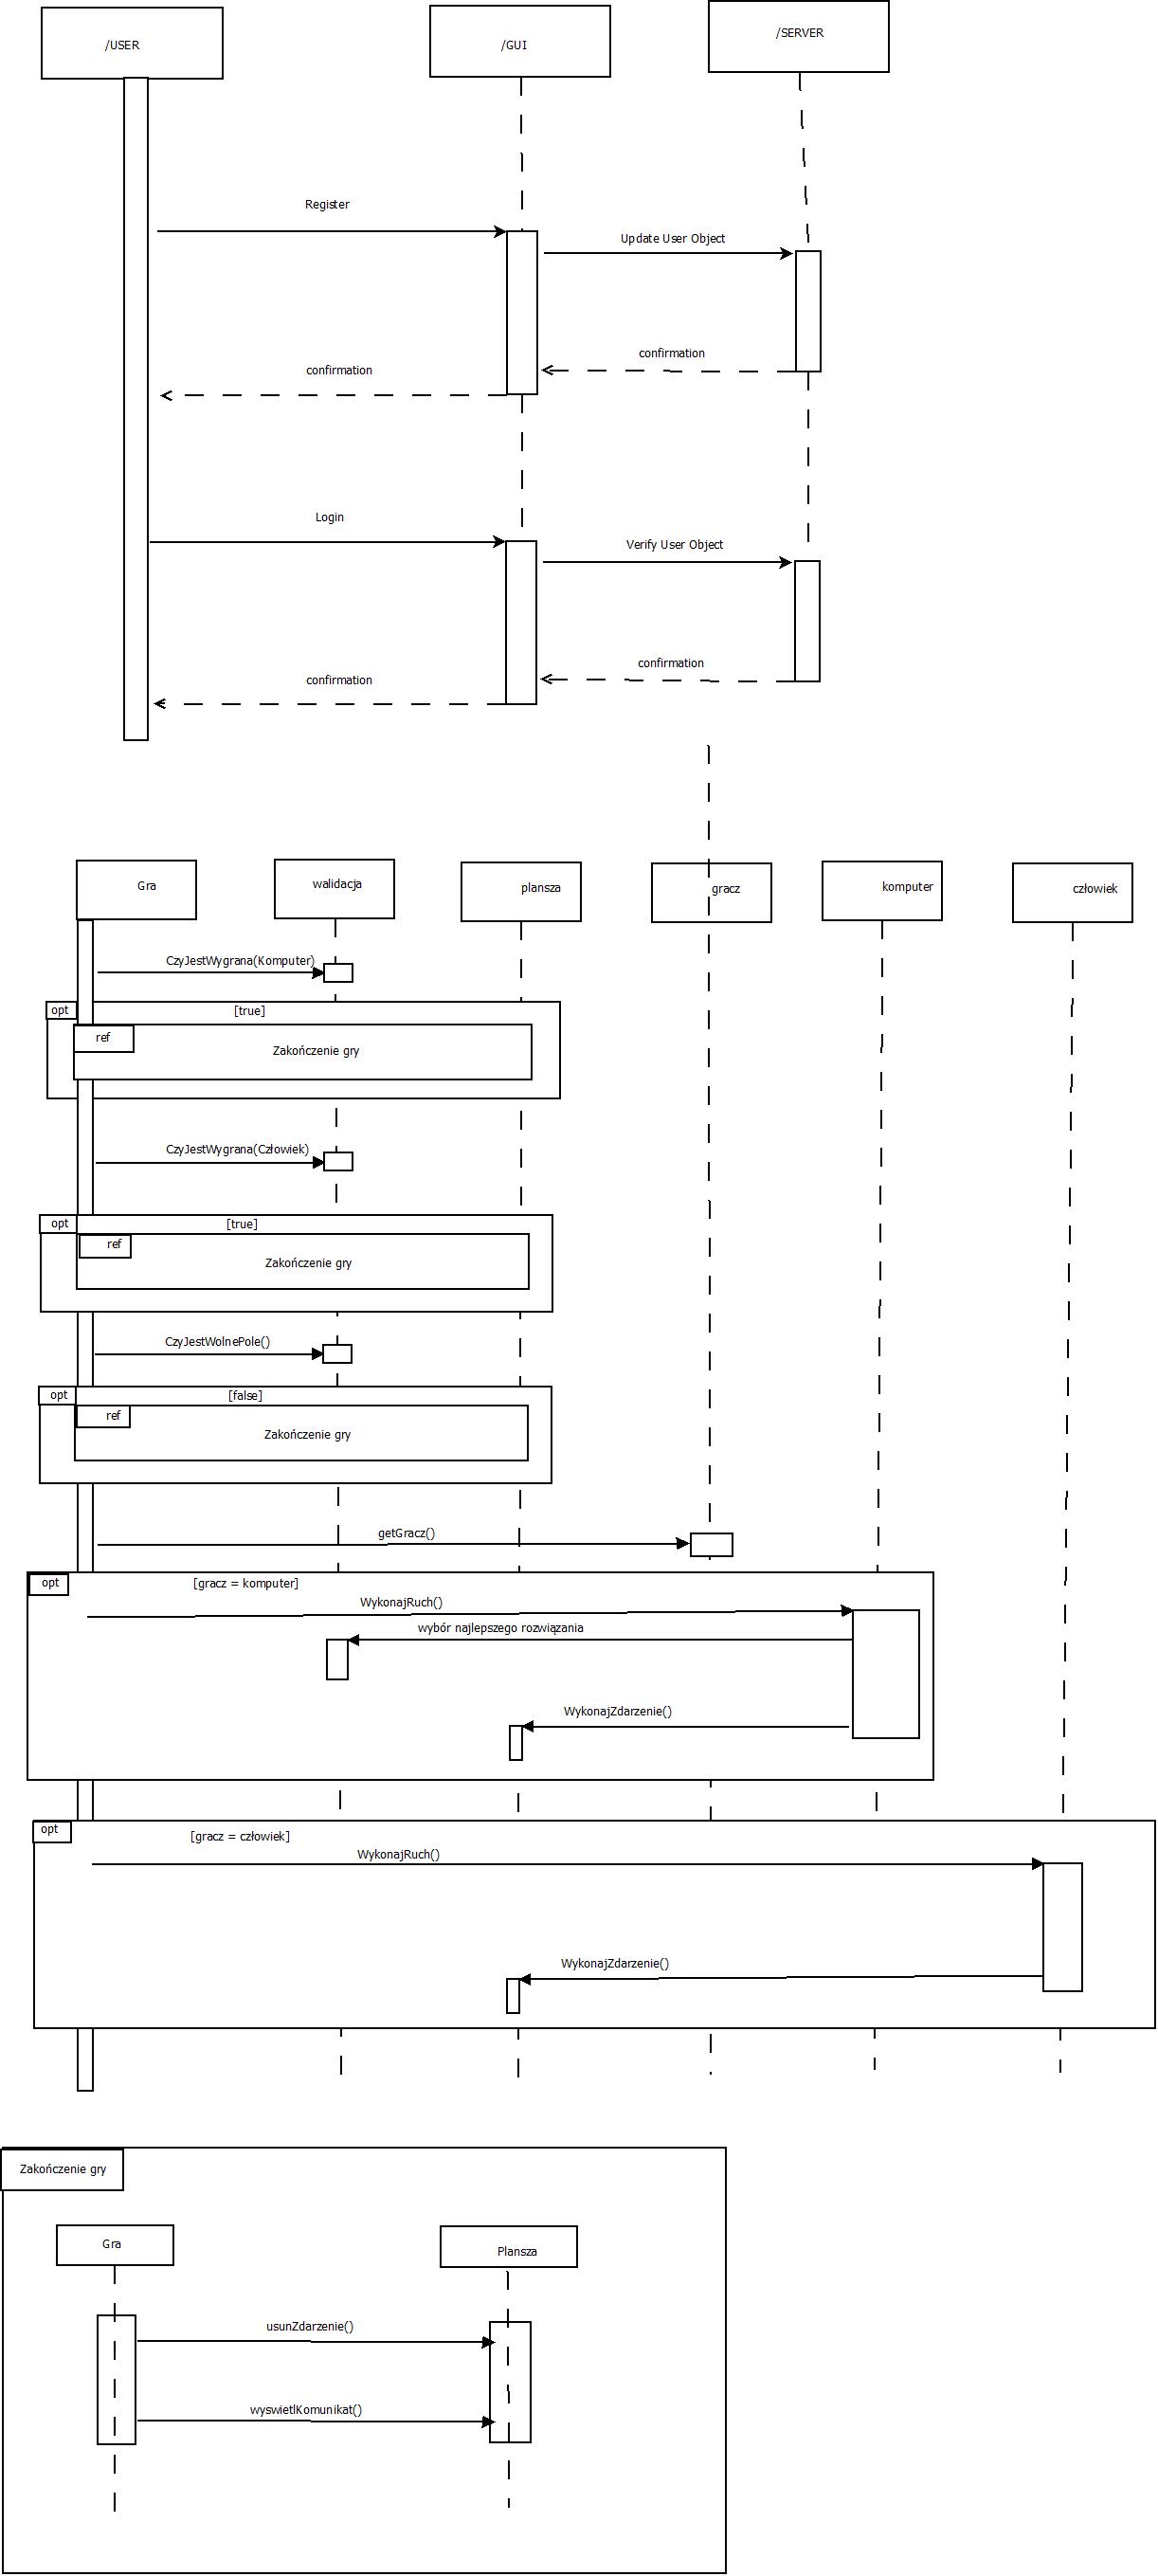 /USER
/GUI
/SERVER
Register
Update User Object
confirmation
confirmation
Login
Verify User Object
confirmation
confirmation
Gra
walidacja
plansza
gracz
komputer
człowiek
CzyJestWygrana(Komputer)
opt
[true]
ref
Zakończenie gry
CzyJestWygrana(Człowiek)
opt
[true]
ref
Zakończenie gry
CzyJestWolnePole()
opt
[false]
ref
Zakończenie gry
getGracz()
opt
[gracz = komputer]
WykonajRuch()
wybór najlepszego rozwiązania
WykonajZdarzenie()
opt
[gracz = człowiek]
WykonajRuch()
WykonajZdarzenie()
Zakończenie gry
Gra
Plansza
usunZdarzenie()
wyswietlKomunikat()